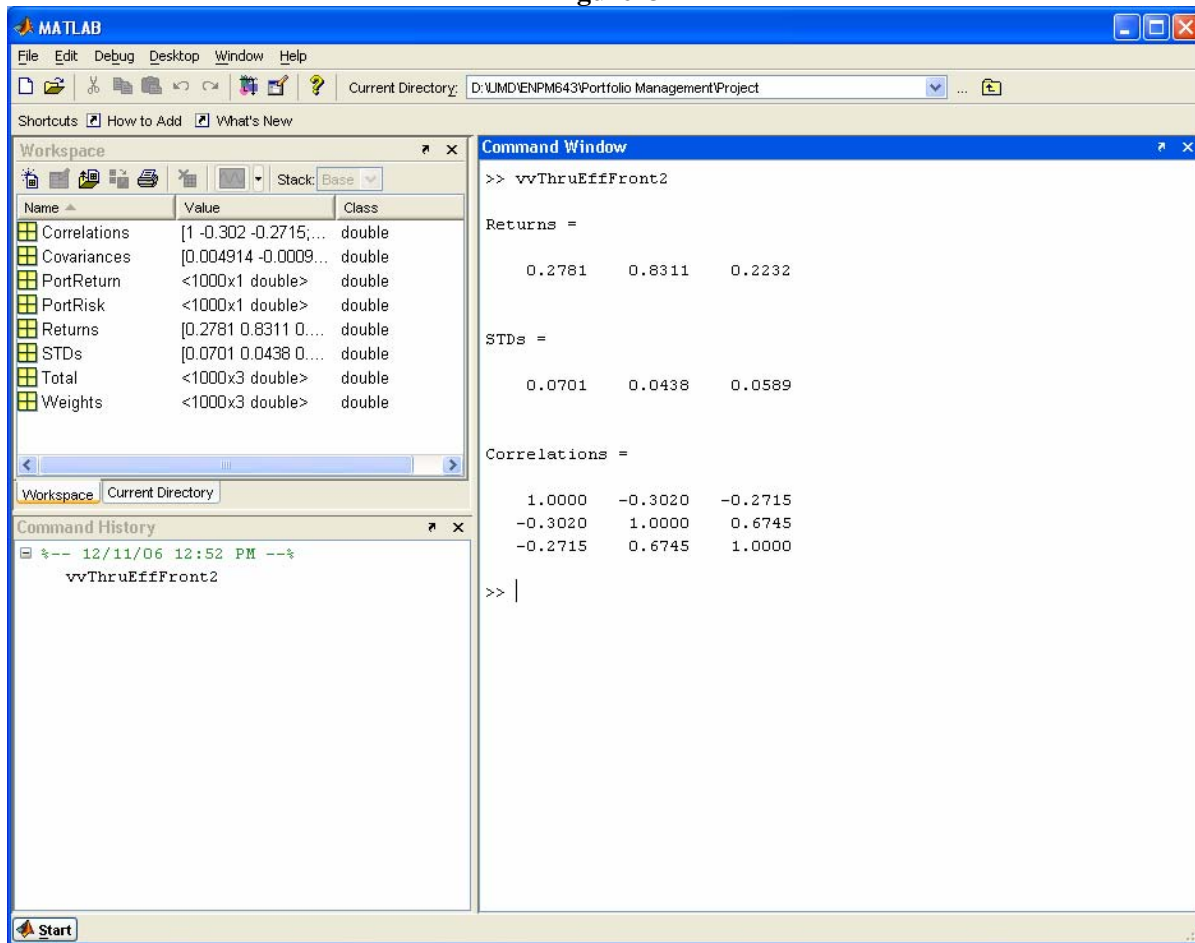 MATLAB
File Edit Debug Desktop Window Help
Current Directory: D:\UMD\ENPM643\Portfolio Management\Project ...
Shortcuts How to Add What's New
Workspace
Stack: Base
Name Value Class
Correlations [1 -0.302 -0.2715;... double
Covariances [0.004914 -0.0009... double
PortReturn <1000x1 double> double
PortRisk <1000x1 double> double
Returns [0.2781 0.8311 0.... double
STDs [0.0701 0.0438 0.... double
Total <1000x3 double> double
Weights <1000x3 double> double
Workspace Current Directory
Command History
%-- 12/11/06 12:52 PM --%
vvThruEffFront2
Command Window
>> vvThruEffFront2
Returns =
0.2781 0.8311 0.2232
STDs =
0.0701 0.0438 0.0589
Correlations =
1.0000 -0.3020 -0.2715
-0.3020 1.0000 0.6745
-0.2715 0.6745 1.0000
>>
Start